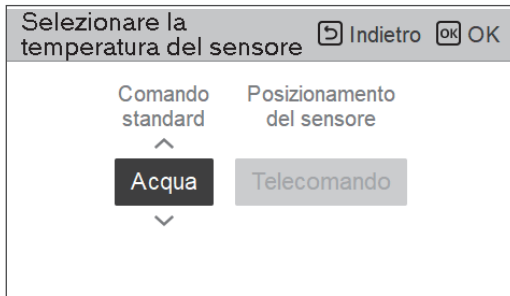 Selezionare la
temperatura del sensore
Indietro OK OK
Comando
standard
Posizionamento
del sensore
Acqua
Telecomando